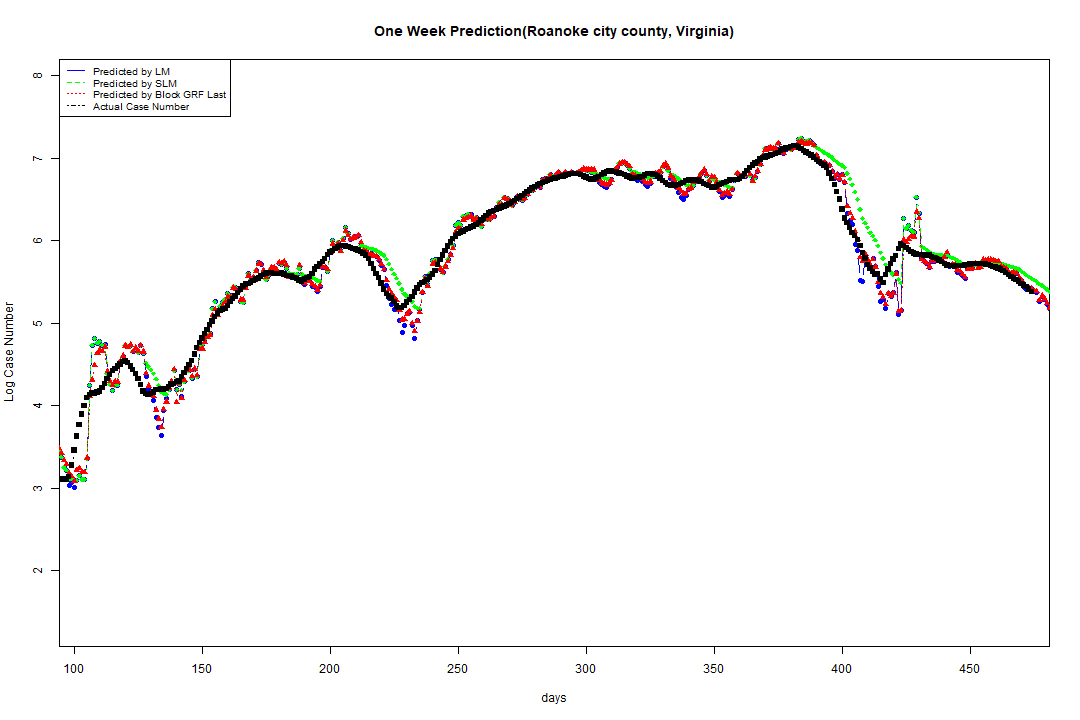 One Week Prediction(Roanoke city county, Virginia)
Predicted by LM
Predicted by SLM
Predicted by Block GRF Last
Actual Case Number
Log Case Number
8
7
6
5
4
3
2
100 150 200 250 300 350 400 450
days